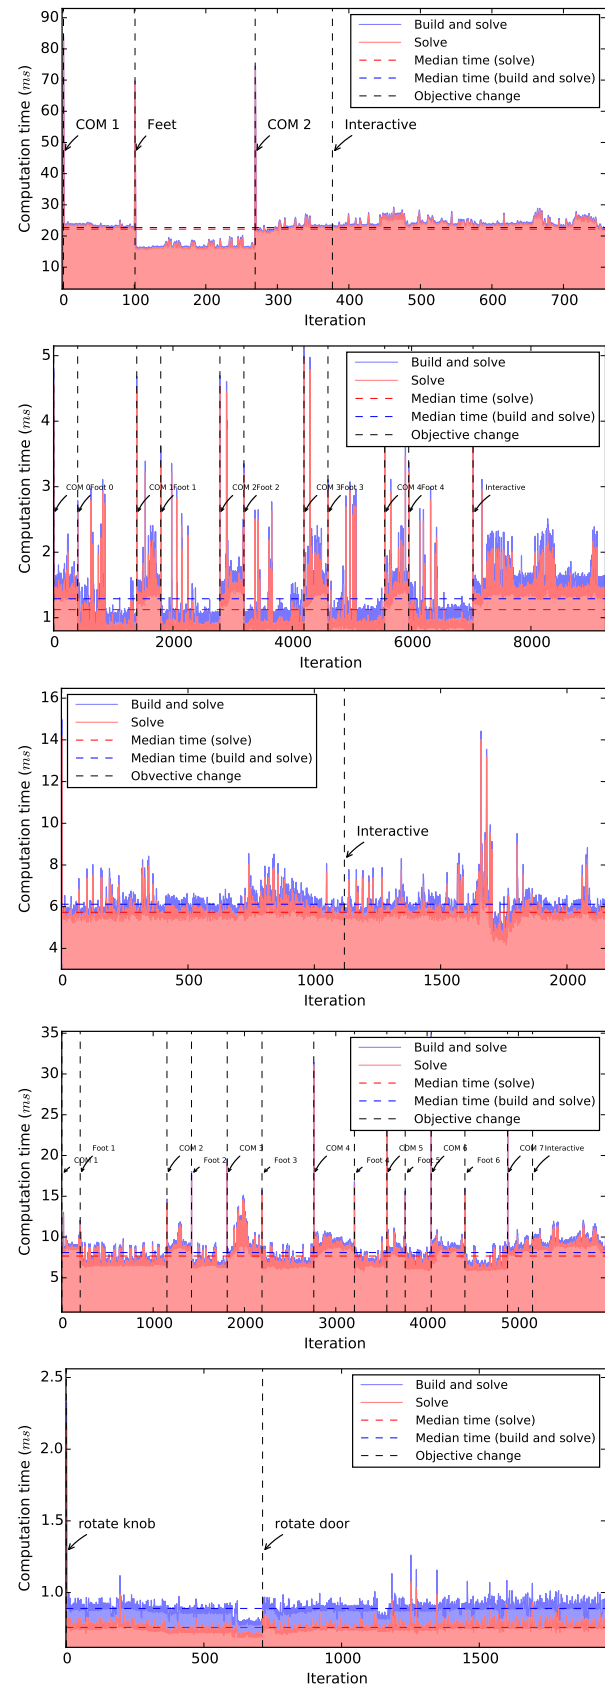 90
80
70
60
50
40
30
20
10
Computation time (ms)
Build and solve
Solve
Median time (solve)
Median time (build and solve)
Objective change
COM 1
Feet
COM 2
Interactive
0 100 200 300 400 500 600 700
Iteration
5
4
3
2
1
Computation time (ms)
Build and solve
Solve
Median time (solve)
Median time (build and solve)
Objective change
COM 0 Foot 0 COM 1 Foot 1 COM 2 Foot 2 COM 3 Foot 3 COM 4 Foot 4 Interactive
0 2000 4000 6000 8000
Iteration
16
14
12
10
8
6
4
Computation time (ms)
Build and solve
Solve
Median time (solve)
Median time (build and solve)
Obvective change
Interactive
0 500 1000 1500 2000
Iteration
35
30
25
20
15
10
5
Computation time (ms)
Build and solve
Solve
Median time (solve)
Median time (build and solve)
Objective change
Foot 1 COM 2 COM 3 COM 4 COM 5 COM 6 COM 7 Interactive
COM 1 Foot 2 Foot 3 Foot 4 Foot 5 Foot 6
0 1000 2000 3000 4000 5000
Iteration
2.5
2.0
1.5
1.0
Computation time (ms)
Build and solve
Solve
Median time (solve)
Median time (build and solve)
Objective change
rotate knob
rotate door
0 500 1000 1500
Iteration